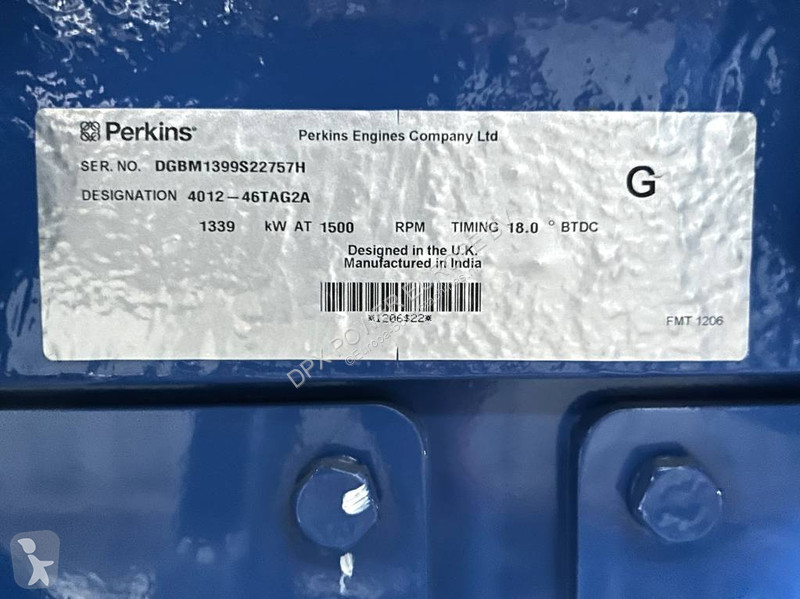 Perkins®
Perkins Engines Company Ltd
SER. NO. DGBM1399S22757H
G
DESIGNATION 4012-46TAG2A
1339 kW AT 1500 RPM TIMING 18.0 ° BTDC
Designed in the U.K.
Manufactured in India
*1206$22*
FMT 1206